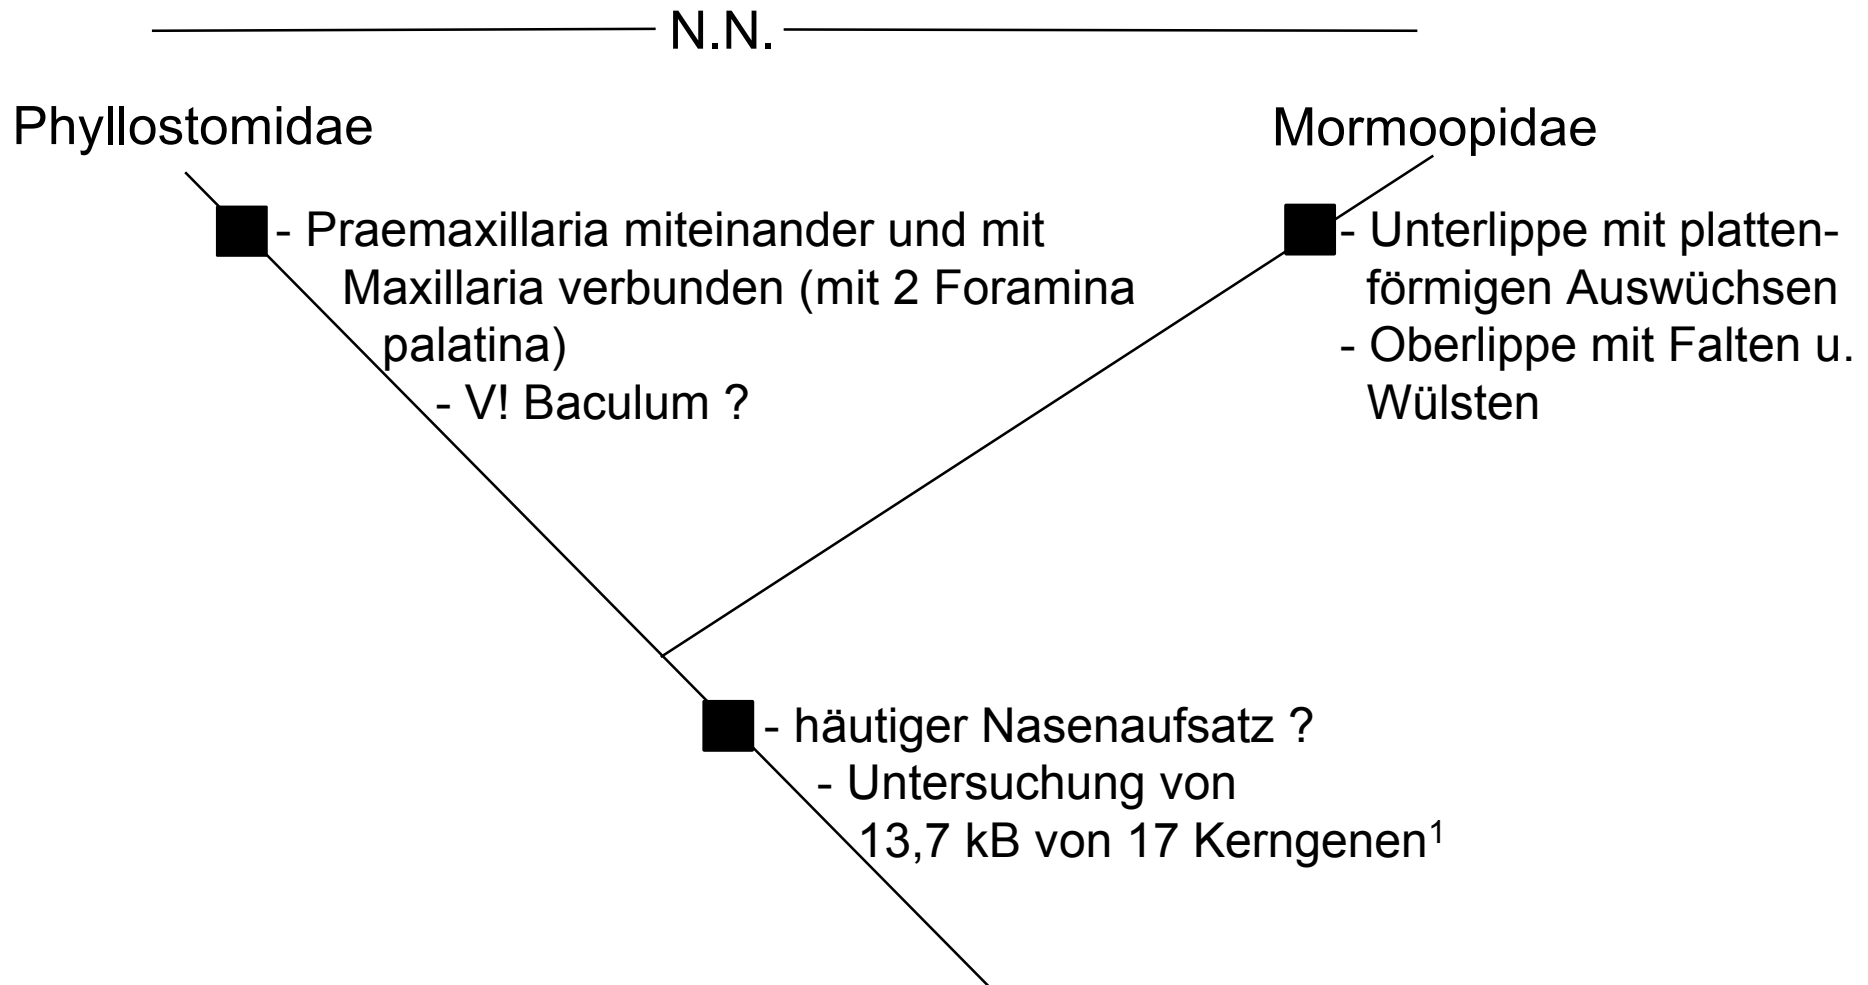 N.N.
Phyllostomidae
Mormoopidae
- Praemaxillaria miteinander und mit
Maxillaria verbunden (mit 2 Foramina
palatina)
- V! Baculum ?
- Unterlippe mit platten-
förmigen Auswüchsen
- Oberlippe mit Falten u.
Wülsten
- häutiger Nasenaufsatz ?
- Untersuchung von
13,7 kB von 17 Kerngenen¹